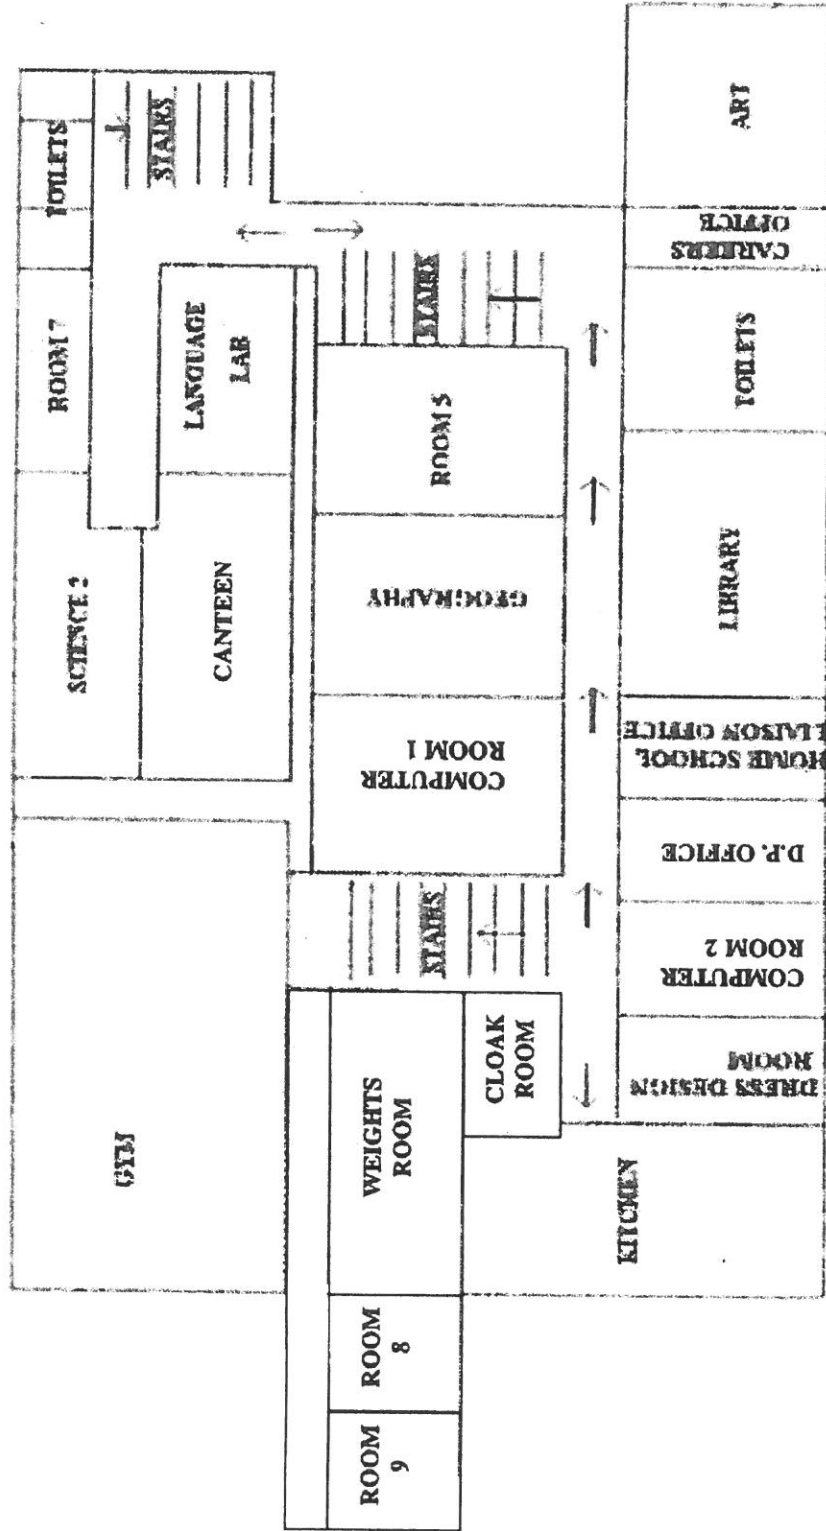 TOILETS
STAIRS
ROOM 7
LANGUAGE
LAB
SCIENCE 2
CANTEEN
GYM
STAIRS
ROOM 5
GEOGRAPHY
COMPUTER
ROOM 1
STAIRS
WEIGHTS
ROOM
CLOAK
ROOM
ROOM
8
ROOM
9
ART
CAREERS
OFFICE
TOILETS
LIBRARY
HOME SCHOOL
LIAISON OFFICE
D.P. OFFICE
COMPUTER
ROOM 2
DRESS DESIGN
ROOM
KITCHEN